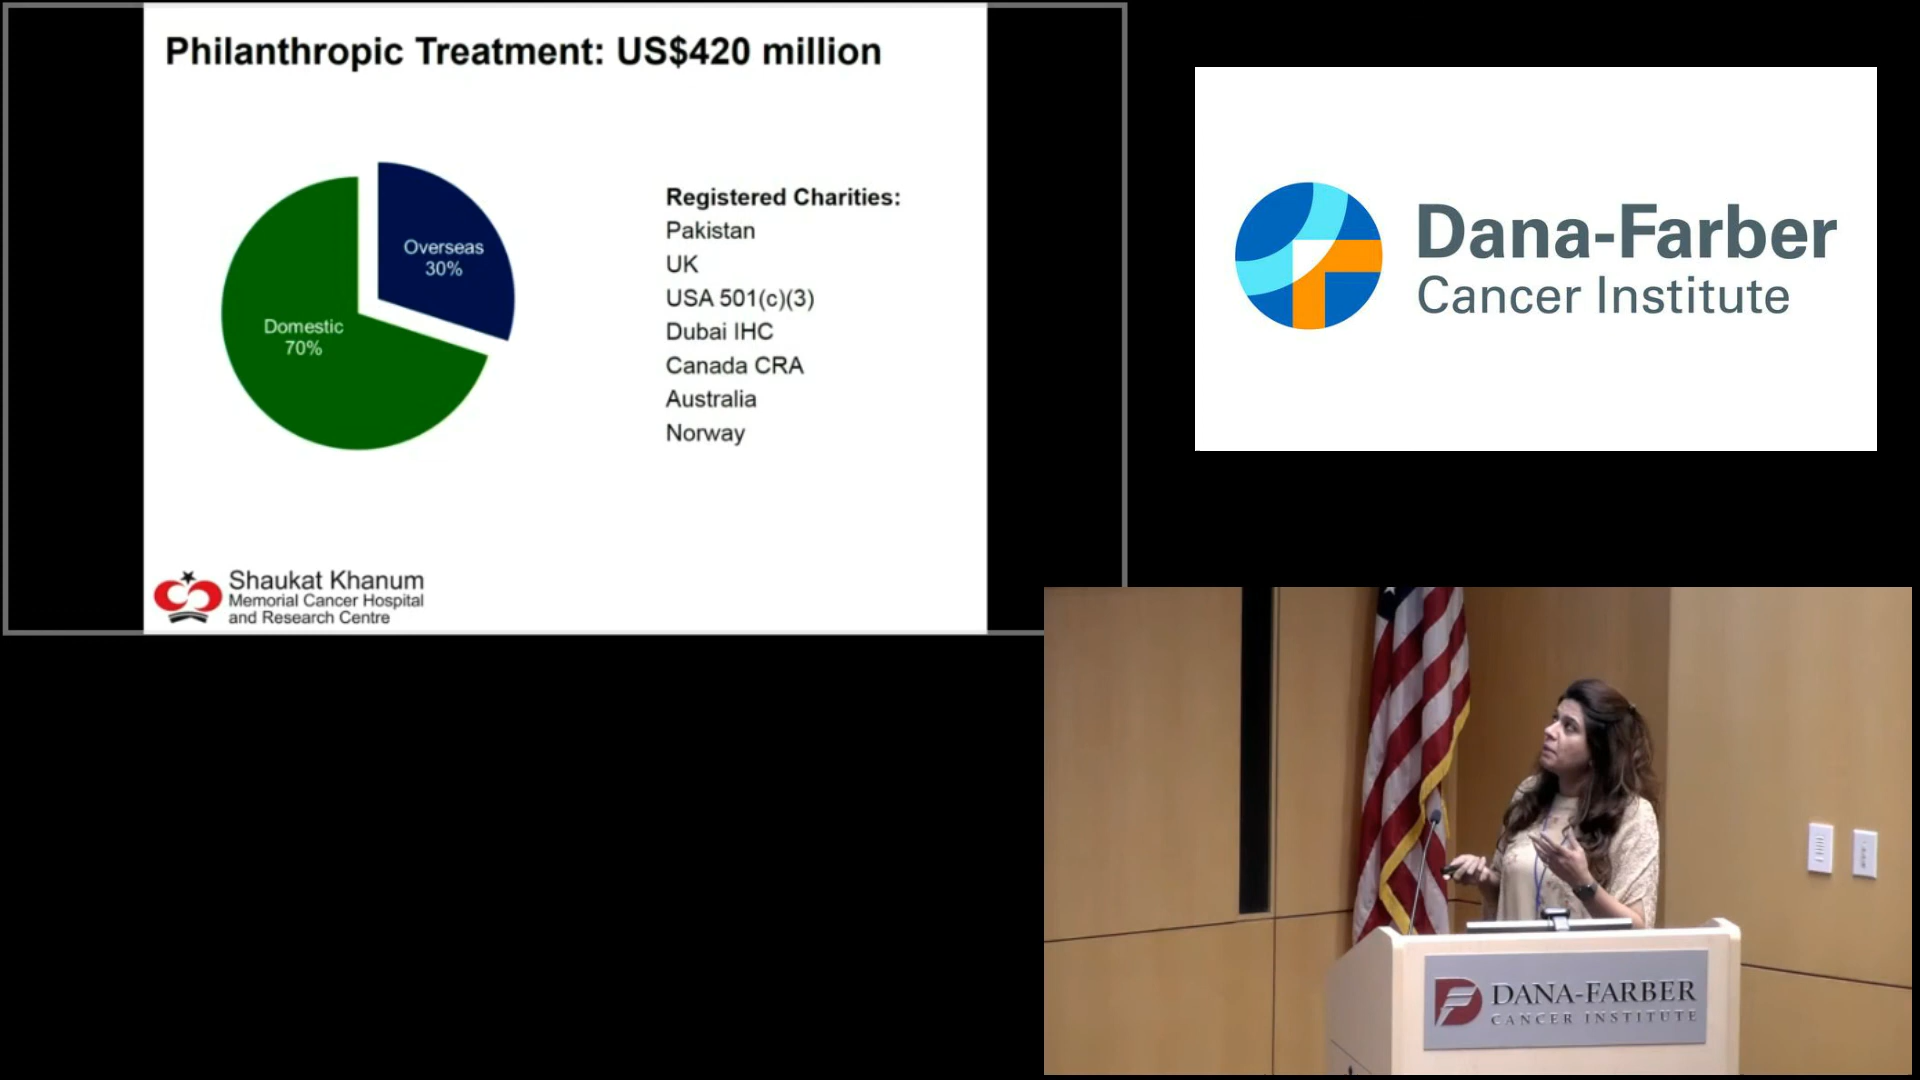 Philanthropic Treatment: US$420 million
Overseas
30%
Domestic
70%
Registered Charities:
Pakistan
UK
USA 501(c)(3)
Dubai IHC
Canada CRA
Australia
Norway
Shaukat Khanum
Memorial Cancer Hospital
and Research Centre
Dana-Farber
Cancer Institute
DANA-FARBER
CANCER INSTITUTE